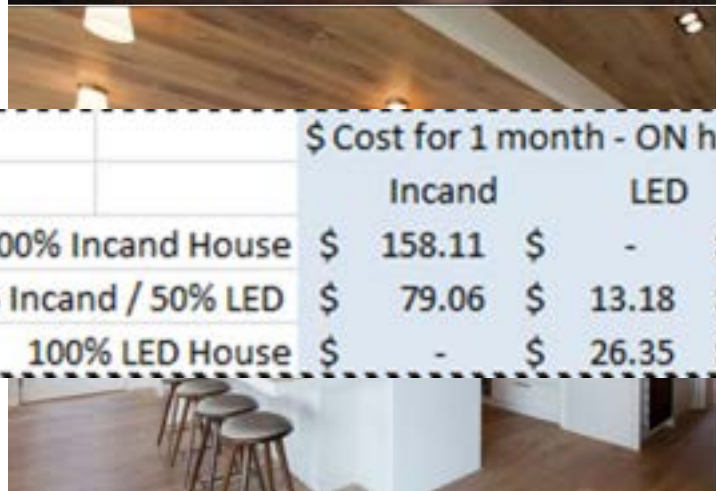 $ Cost for 1 month - ON h
Incand LED
00% Incand House $ 158.11 $ - $
Incand / 50% LED $ 79.06 $ 13.18 $
100% LED House $ - $ 26.35 $